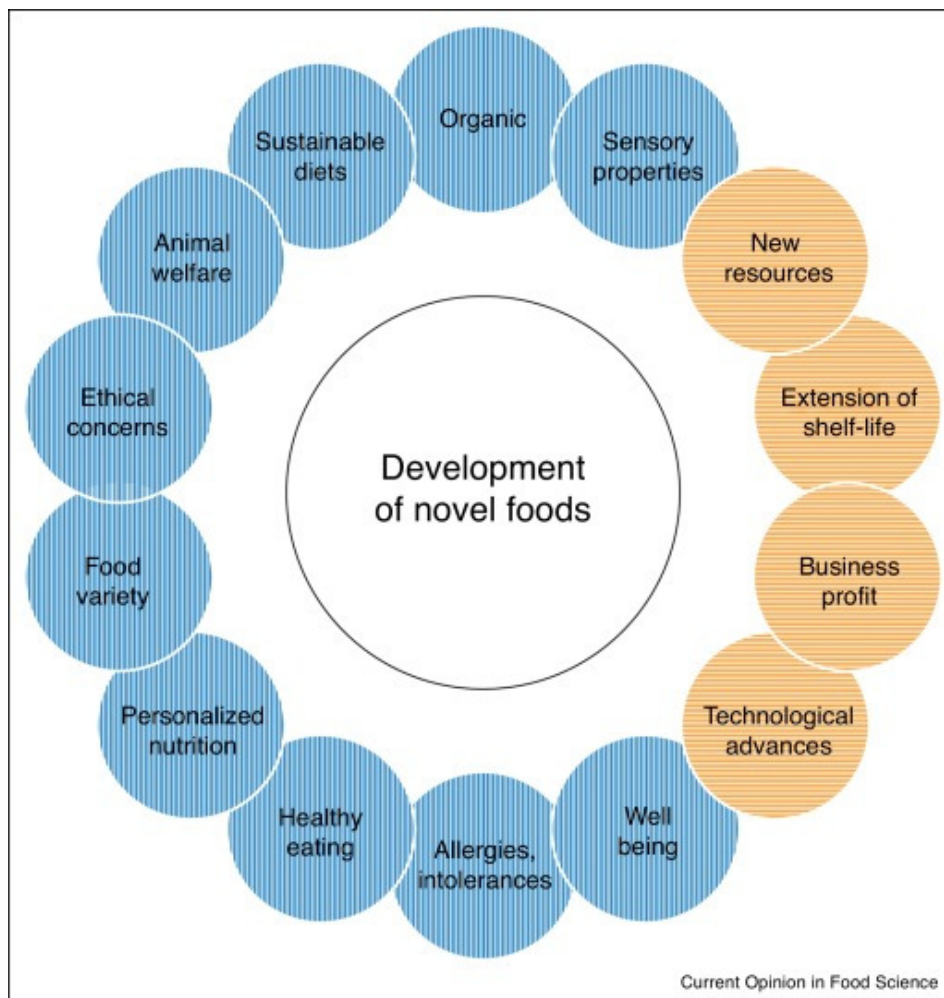 Organic
Sensory
properties
New
resources
Extension of
shelf-life
Business
profit
Technological
advances
Well
being
Allergies,
intolerances
Healthy
eating
Personalized
nutrition
Food
variety
Ethical
concerns
Animal
welfare
Sustainable
diets
Development
of novel foods
Current Opinion in Food Science